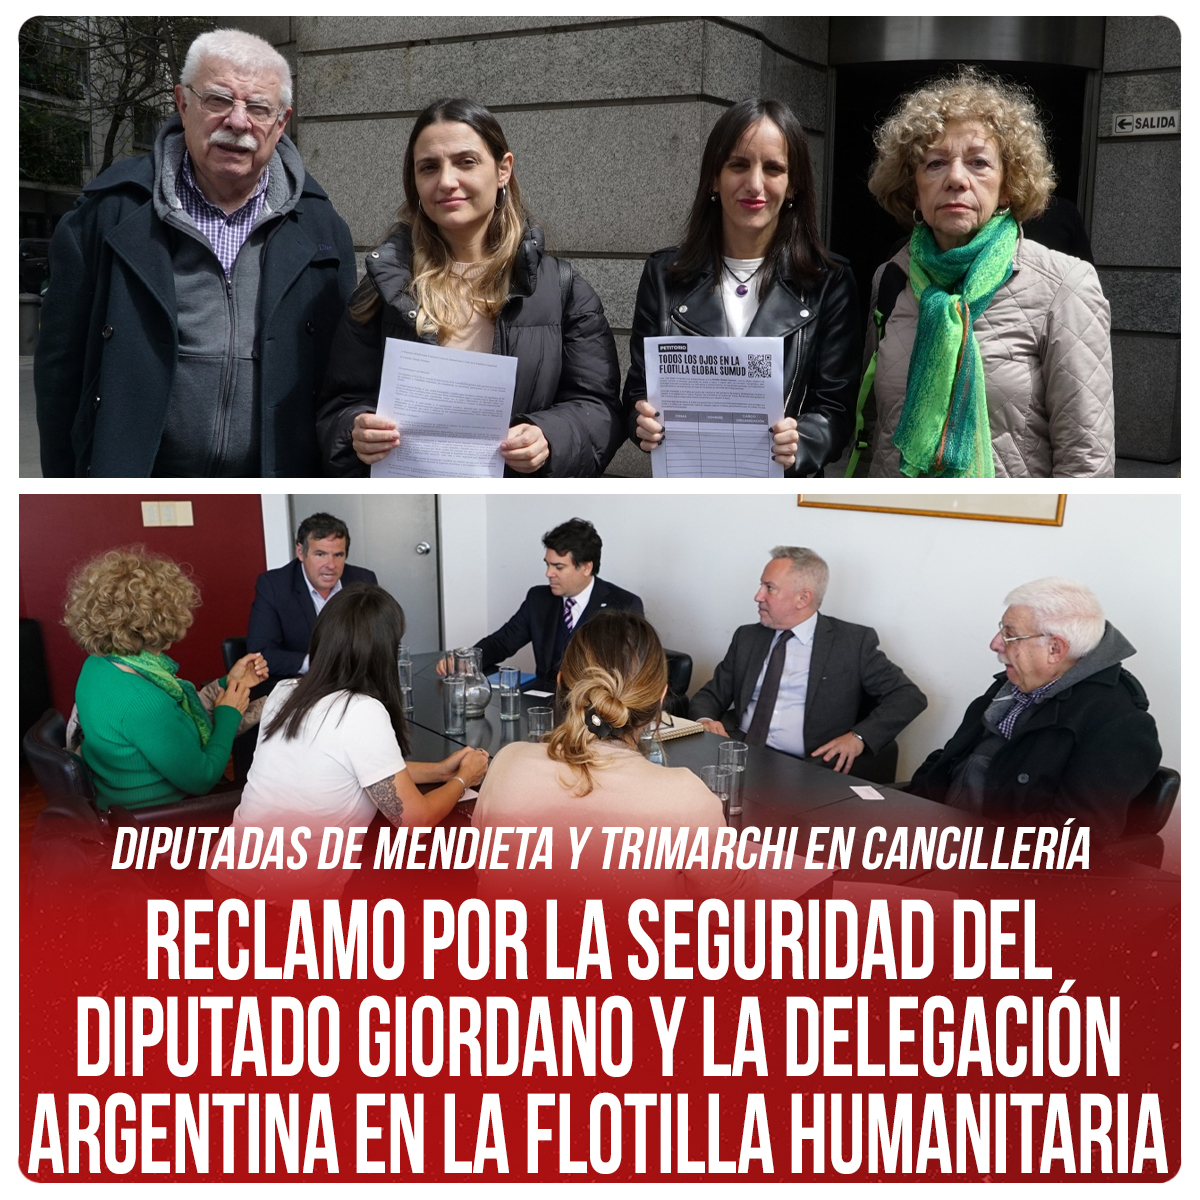 SALIDA
PETITORIO
TODOS LOS OJOS EN LA
FLOTILLA GLOBAL SUMUD
DIPUTADAS DE MENDIETA Y TRIMARCHI EN CANCILLERÍA
RECLAMO POR LA SEGURIDAD DEL
DIPUTADO GIORDANO Y LA DELEGACIÓN
ARGENTINA EN LA FLOTILLA HUMANITARIA